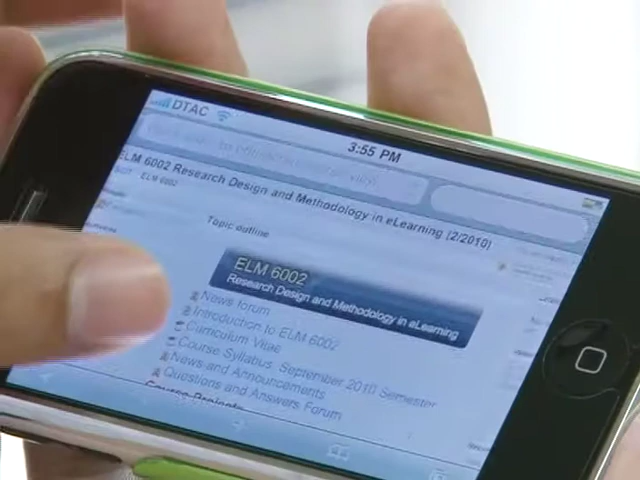 DTAC
3:55 PM
ELM 6002 Research Design and Methodology in eLearning (2/2010)
ELM 6002
Topic outline
ELM 6002
Research Design and Methodology in eLearning
News forum
Introduction to ELM 6002
Curriculum Vitae
Course Syllabus, September 2010 Semester
News and Announcements
Questions and Answers Forum
Course Projects